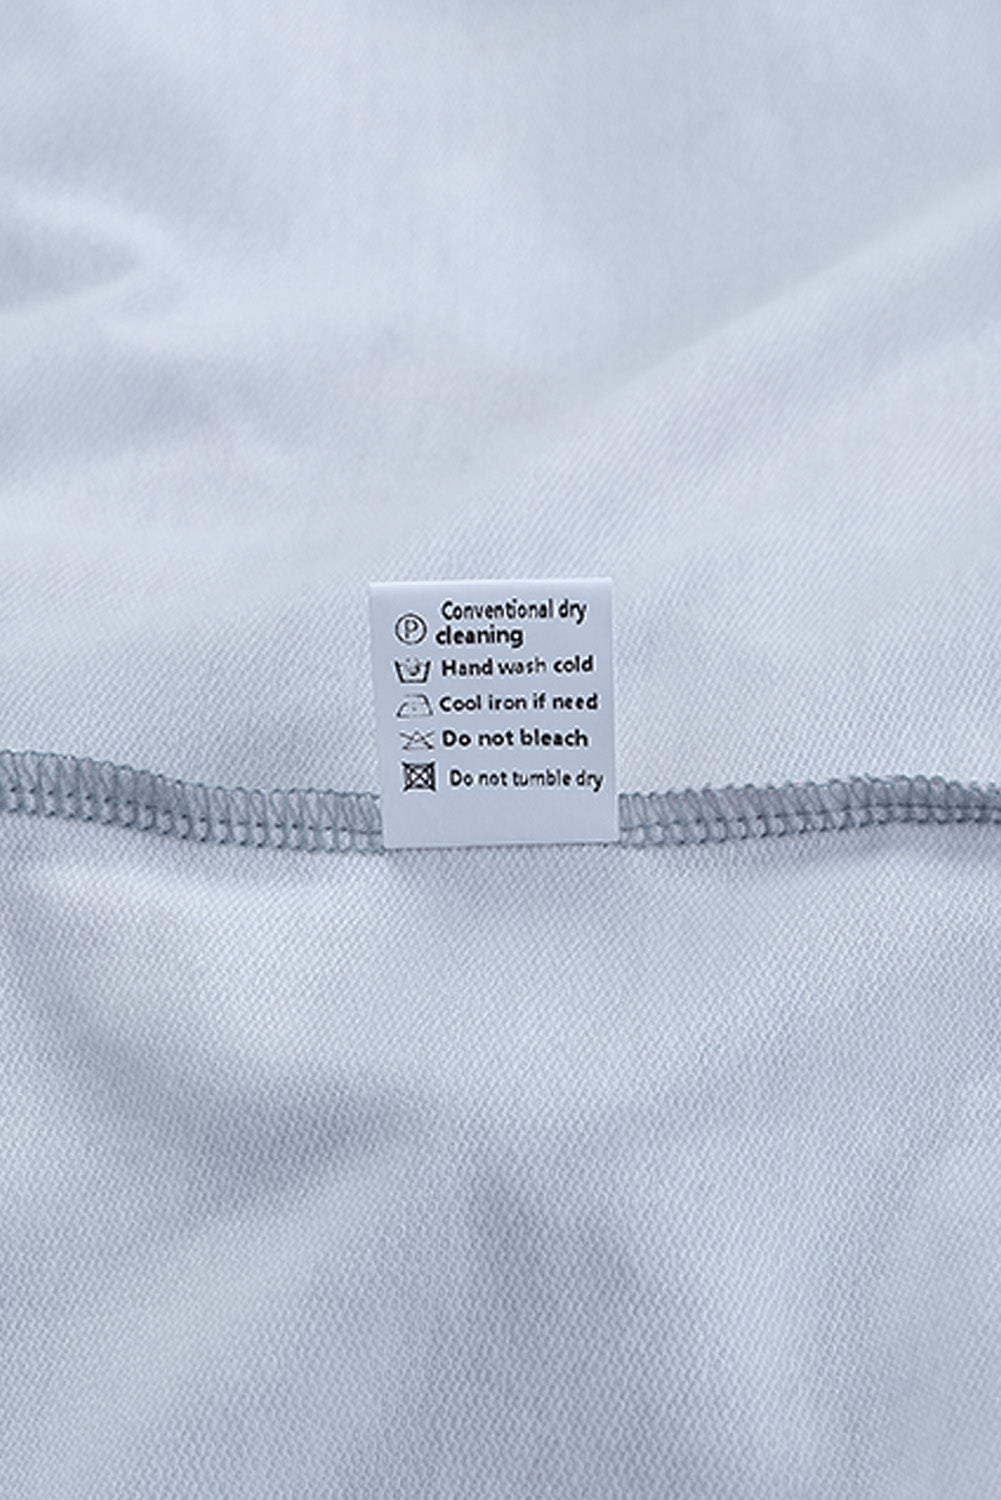 Conventional dry
Ⓟ cleaning
Hand wash cold
Cool iron if need
Do not bleach
Do not tumble dry